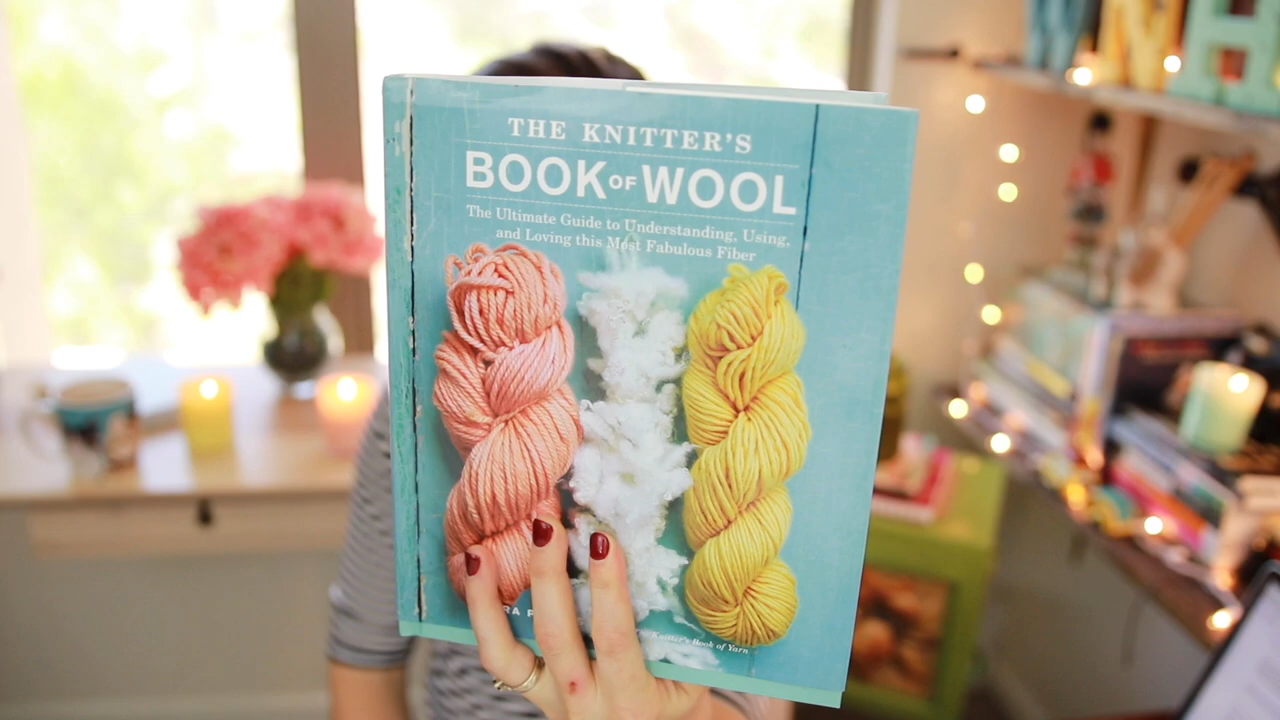 THE KNITTER'S
BOOK OF WOOL
The Ultimate Guide to Understanding, Using,
and Loving this Most Fabulous Fiber
Knitter's Book of Yarn